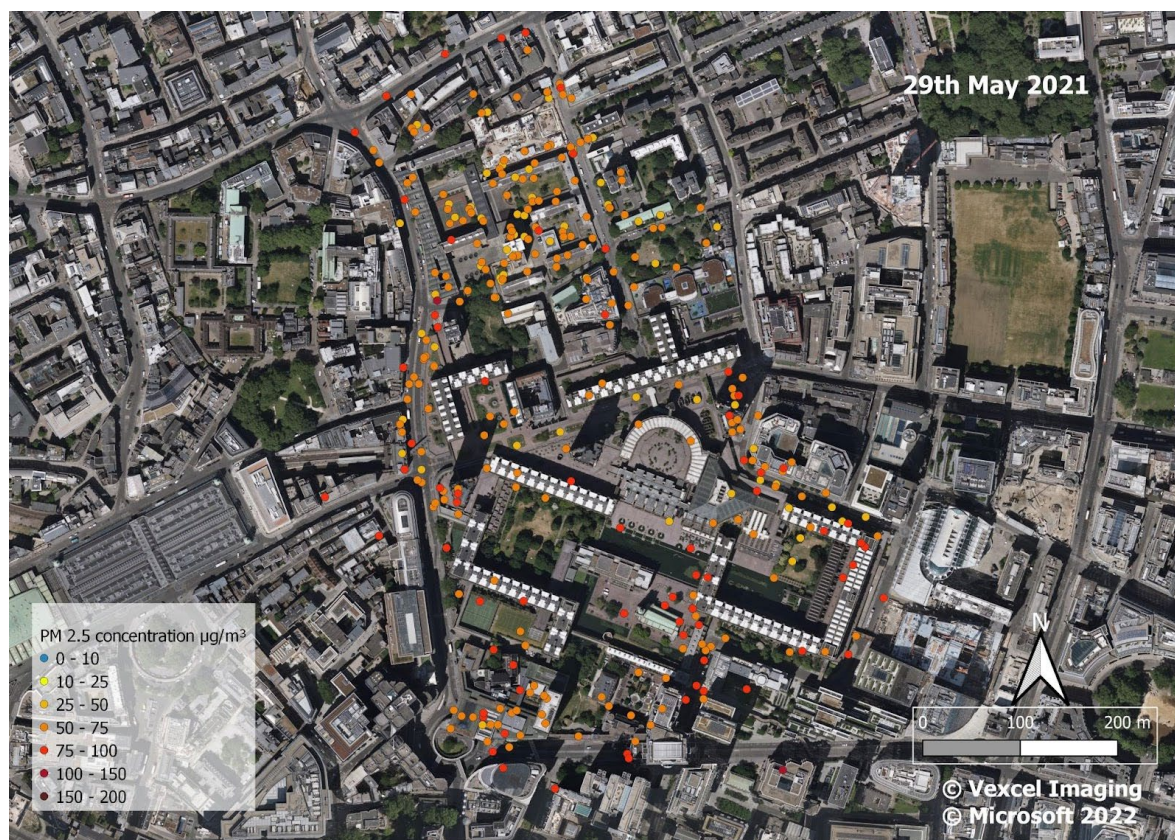 29th May 2021
PM 2.5 concentration µg/m³
0 - 10
10 - 25
25 - 50
50 - 75
75 - 100
100 - 150
150 - 200
N
0 100 200 m
© Vexcel Imaging
© Microsoft 2022